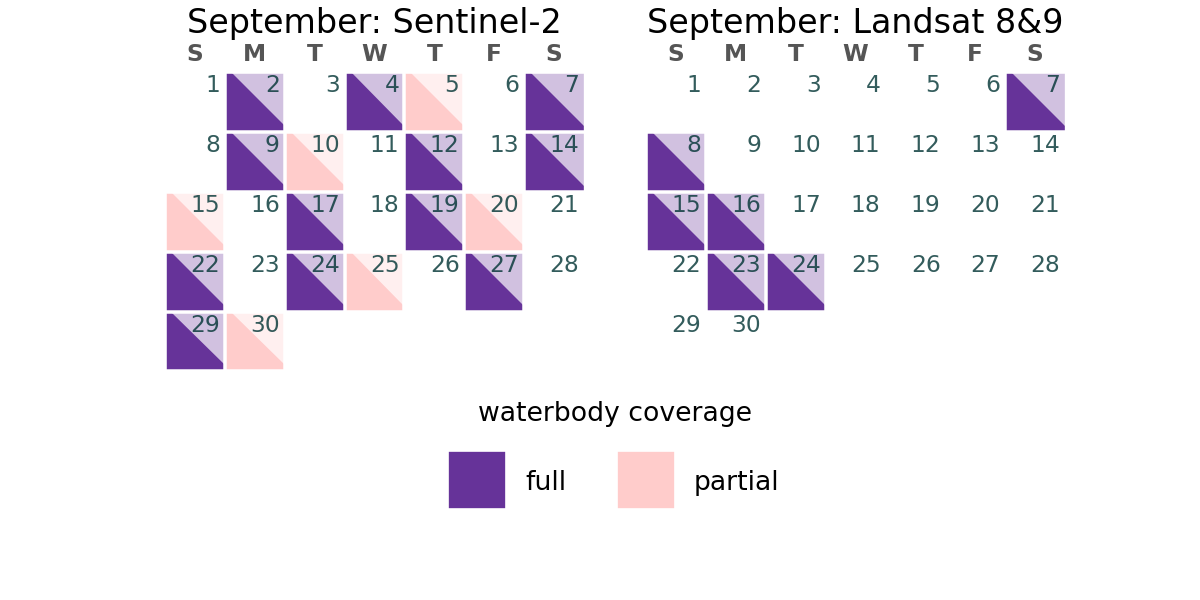 September: Sentinel-2
S M T W T F S
1 2 3 4 5 6 7
8 9 10 11 12 13 14
15 16 17 18 19 20 21
22 23 24 25 26 27 28
29 30
September: Landsat 8&9
S M T W T F S
1 2 3 4 5 6 7
8 9 10 11 12 13 14
15 16 17 18 19 20 21
22 23 24 25 26 27 28
29 30
waterbody coverage
full
partial